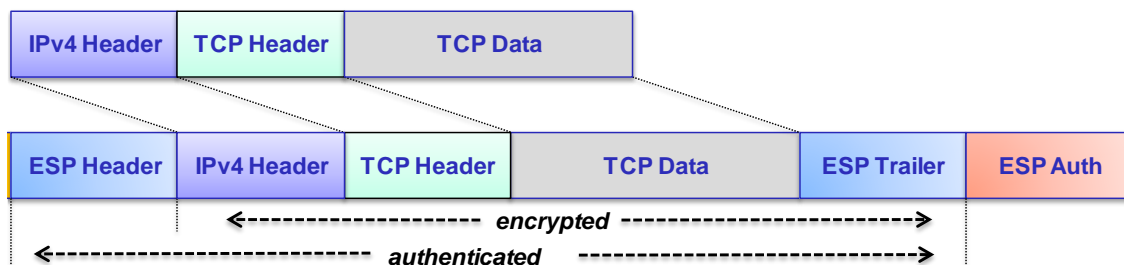 IPv4 Header TCP Header TCP Data
ESP Header IPv4 Header TCP Header TCP Data ESP Trailer ESP Auth
encrypted
authenticated